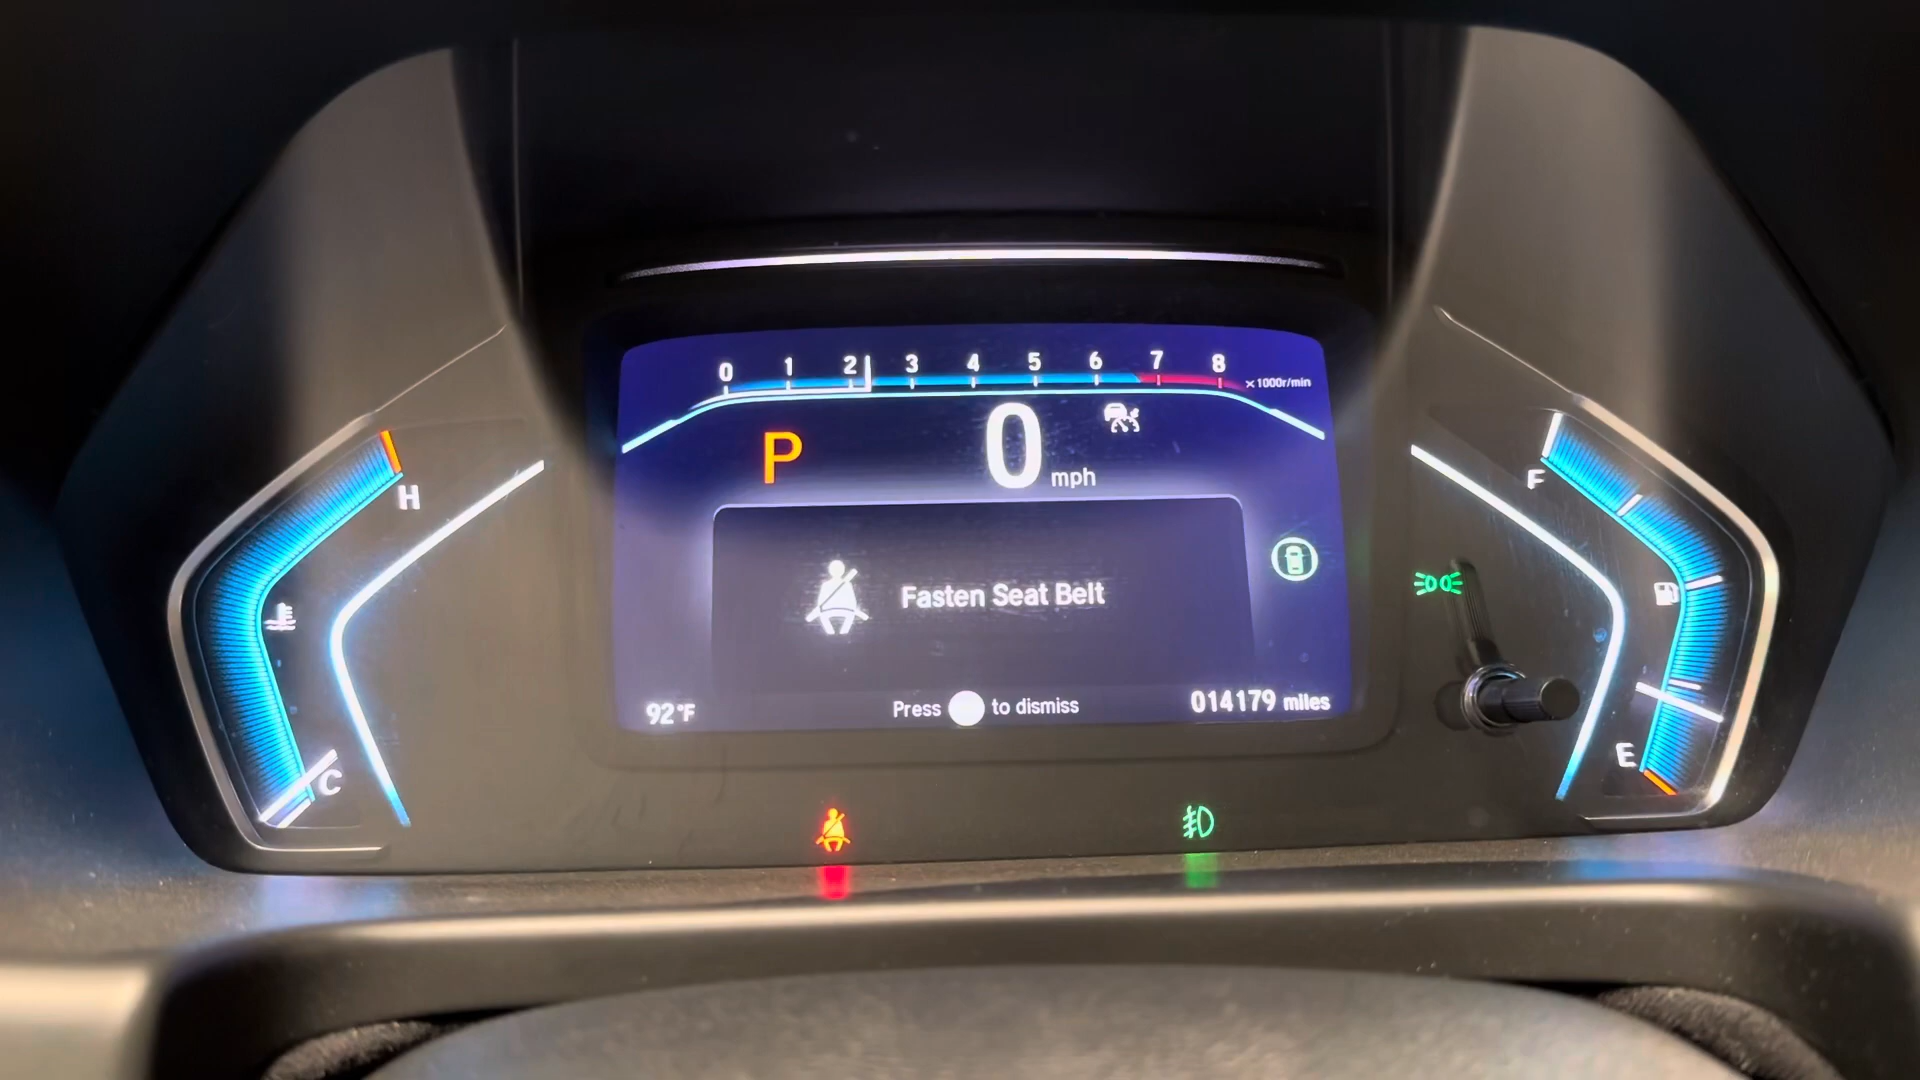 0 1 2 3 4 5 6 7 8 ×1000r/min
P 0 mph
H
F
Fasten Seat Belt
C
E
92°F
Press to dismiss
014179 miles